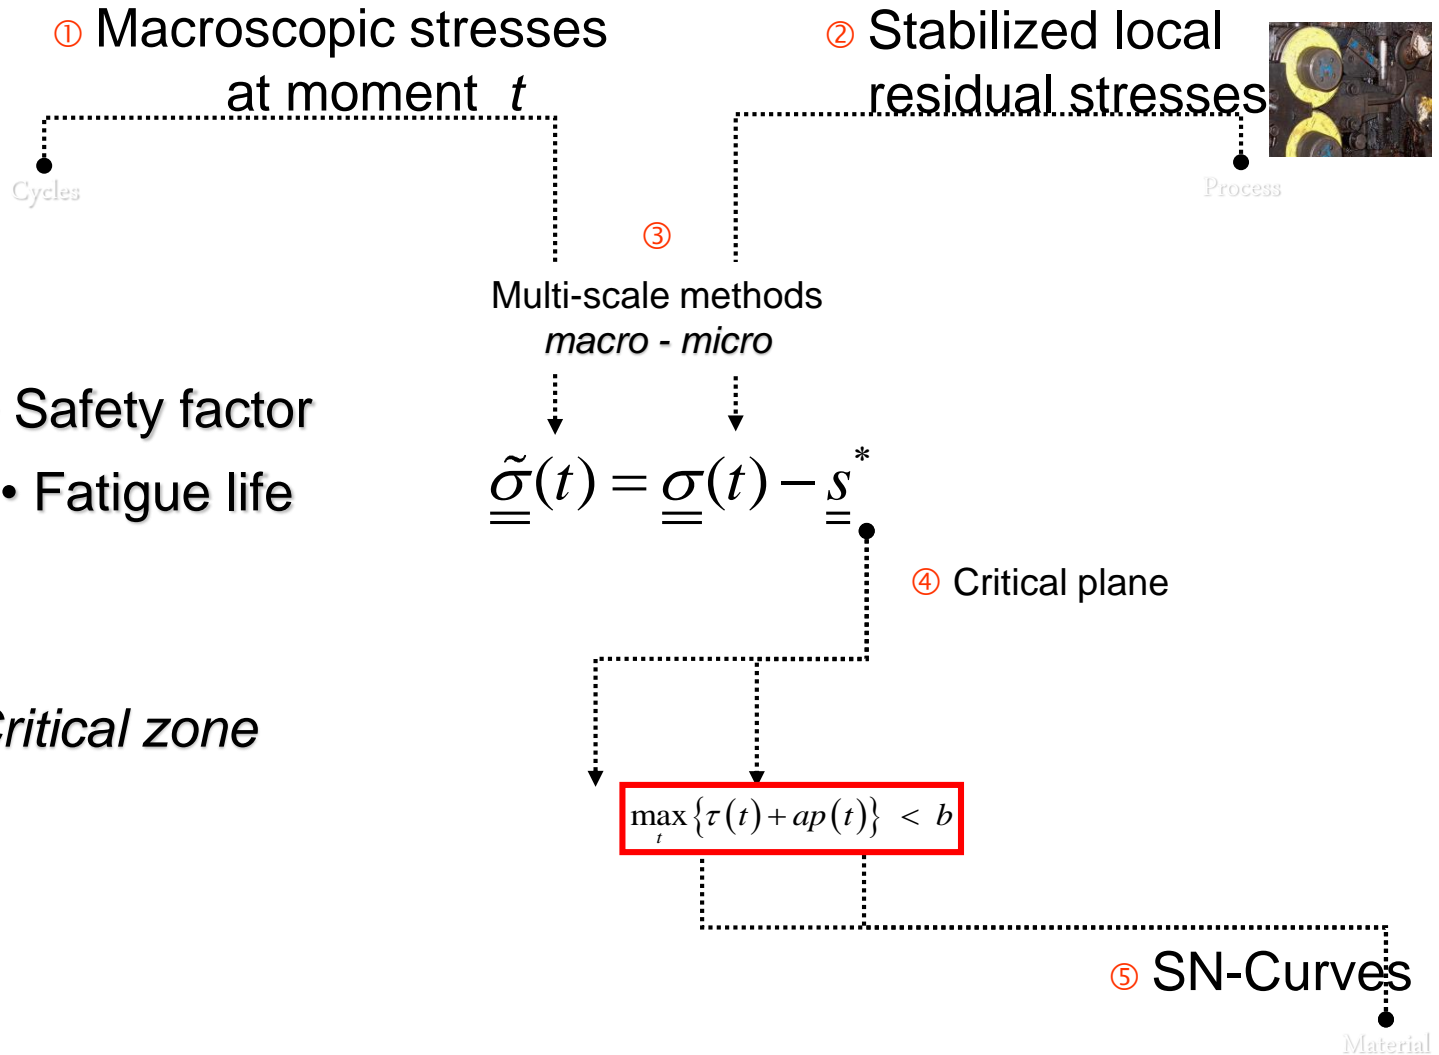 ① Macroscopic stresses
at moment t
② Stabilized local
residual stresses
Cycles
Process
③
Multi-scale methods
macro - micro
Safety factor
• Fatigue life
σ̃(t) = σ(t) − s*
④ Critical plane
Critical zone
max{τ(t) + ap(t)} < b
t
⑤ SN-Curves
Material